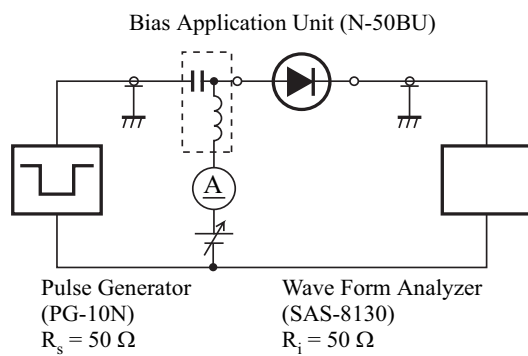 Bias Application Unit (N-50BU)
A
Pulse Generator
(PG-10N)
Rs = 50 Ω
Wave Form Analyzer
(SAS-8130)
Ri = 50 Ω